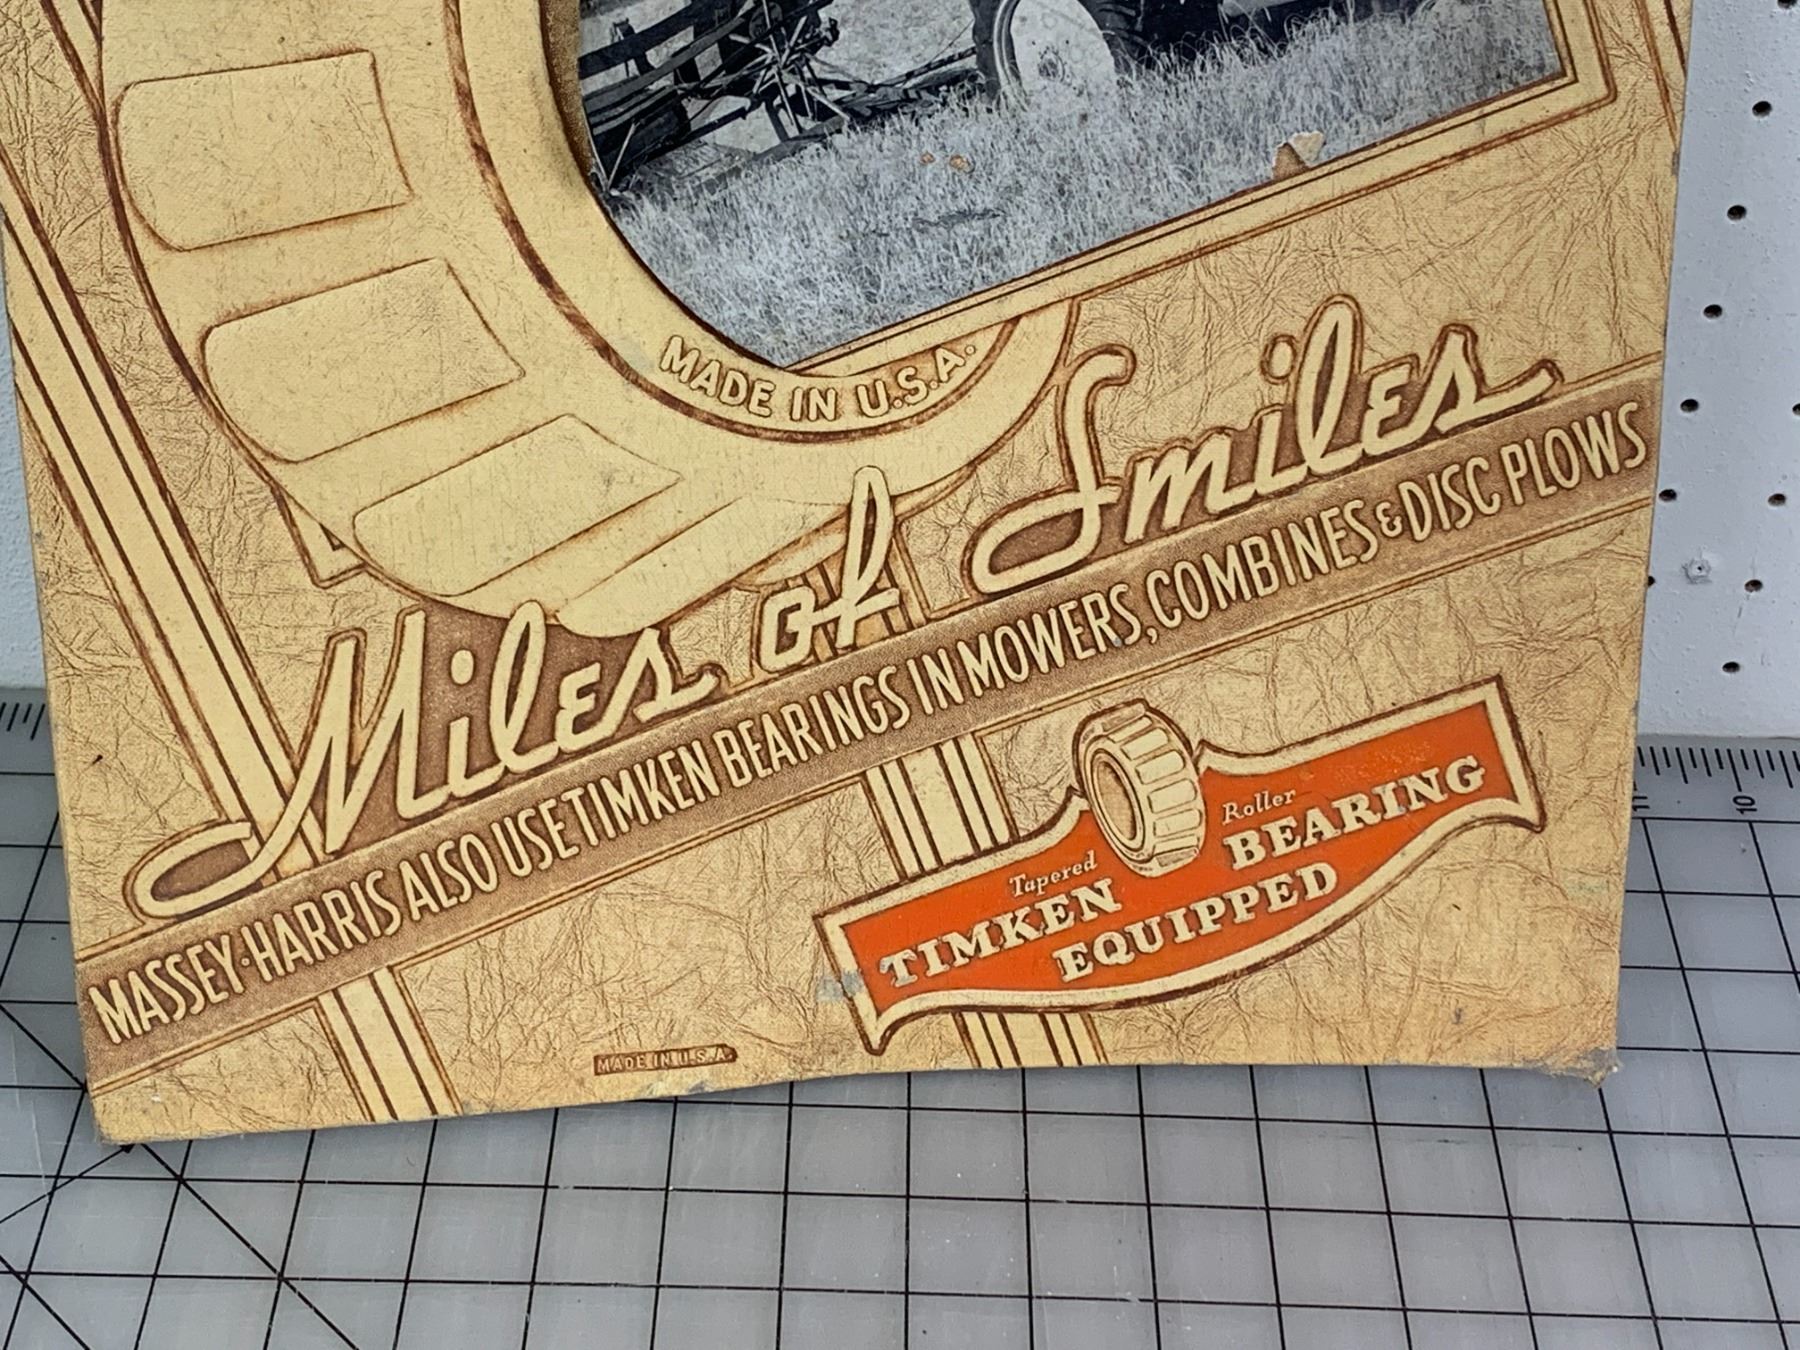 MADE IN U.S.A.
Miles of Smiles
MASSEY-HARRIS ALSO USE TIMKEN BEARINGS IN MOWERS, COMBINES & DISC PLOWS
Tapered Roller
TIMKEN BEARING
EQUIPPED
MADE IN U.S.A.
10